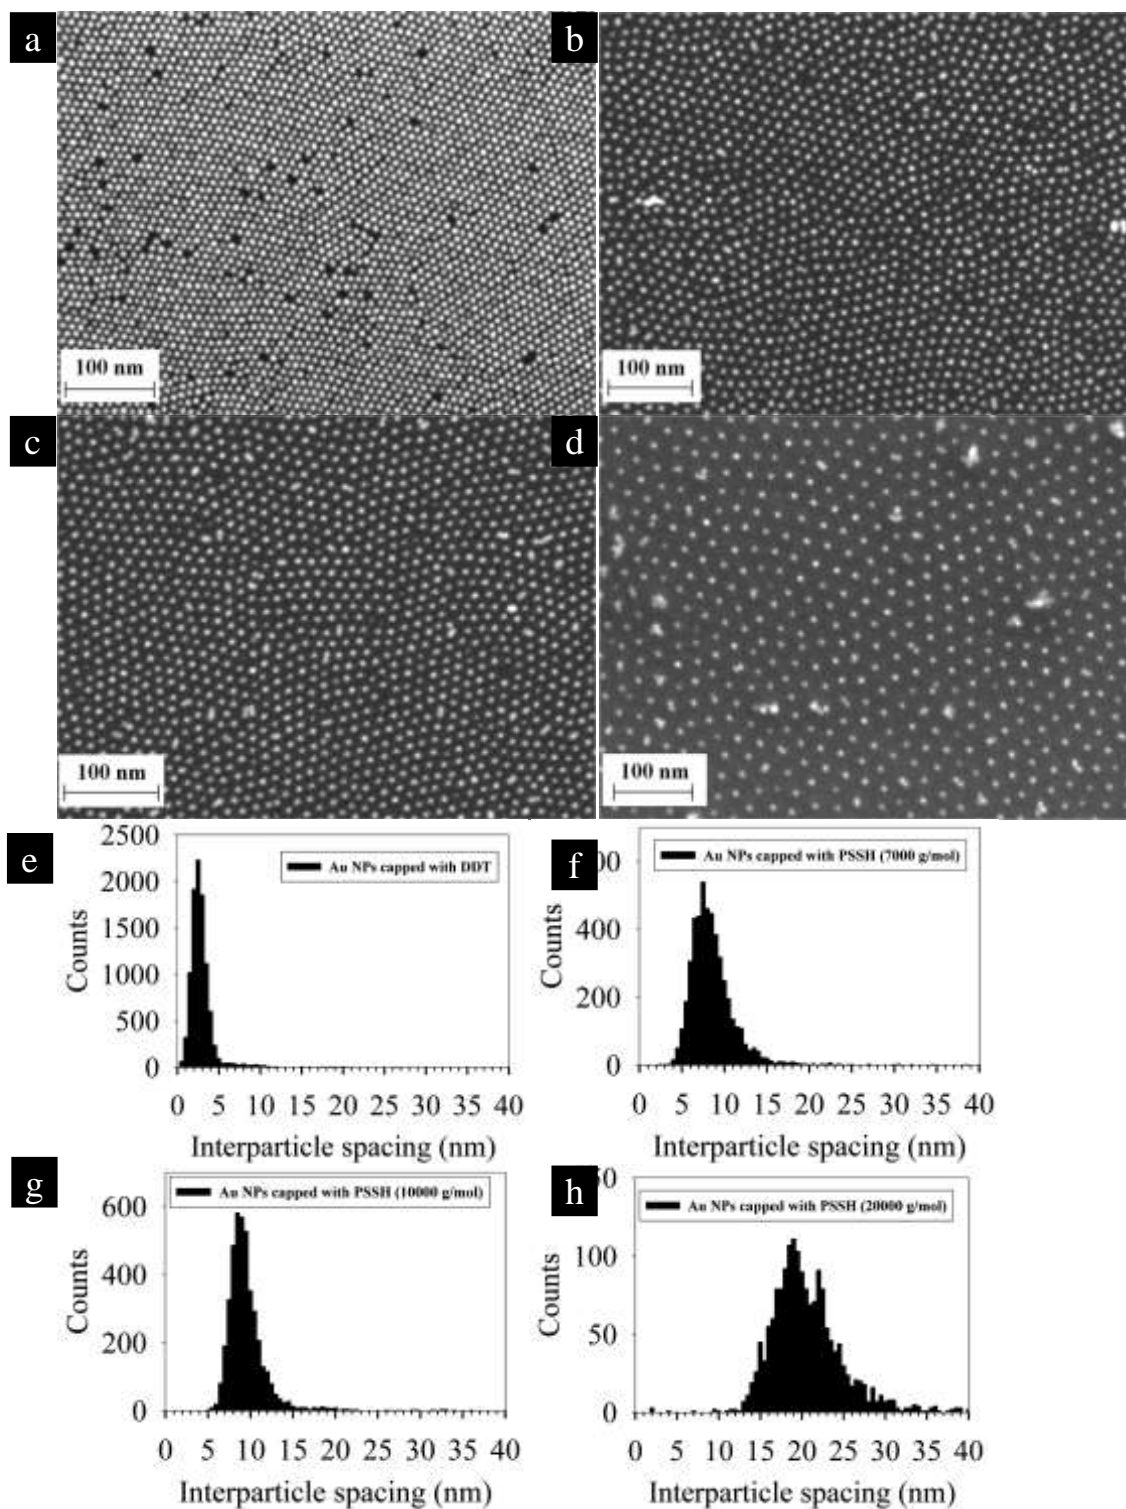 a
b
100 nm
100 nm
c
d
100 nm
100 nm
e
2500
2000
1500
1000
500
0
Counts
Au NPs capped with DDT
0 5 10 15 20 25 30 35 40
Interparticle spacing (nm)
f
400
200
0
Counts
Au NPs capped with PSSH (7000 g/mol)
0 5 10 15 20 25 30 35 40
Interparticle spacing (nm)
g
600
400
200
0
Counts
Au NPs capped with PSSH (10000 g/mol)
0 5 10 15 20 25 30 35 40
Interparticle spacing (nm)
h
100
50
0
Counts
Au NPs capped with PSSH (20000 g/mol)
0 5 10 15 20 25 30 35 40
Interparticle spacing (nm)